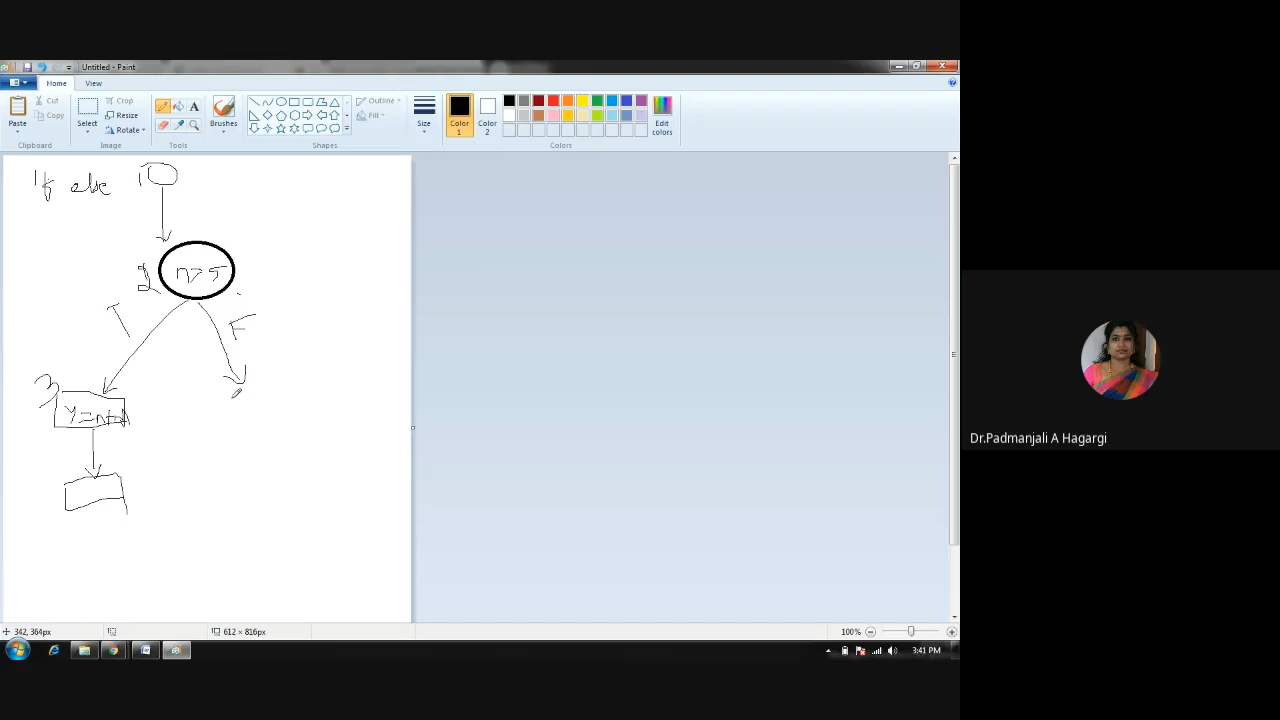 Untitled - Paint
Home
View
Paste
Cut
Copy
Clipboard
Select
Crop
Resize
Rotate
Image
Tools
Brushes
Shapes
Outline
Fill
Size
Color
1
Color
2
Edit
colors
Colors
If else
1
2
n>5
T
F
3
y=n+
Dr.Padmanjali A Hagargi
342, 364px
612 × 816px
100%
3:41 PM